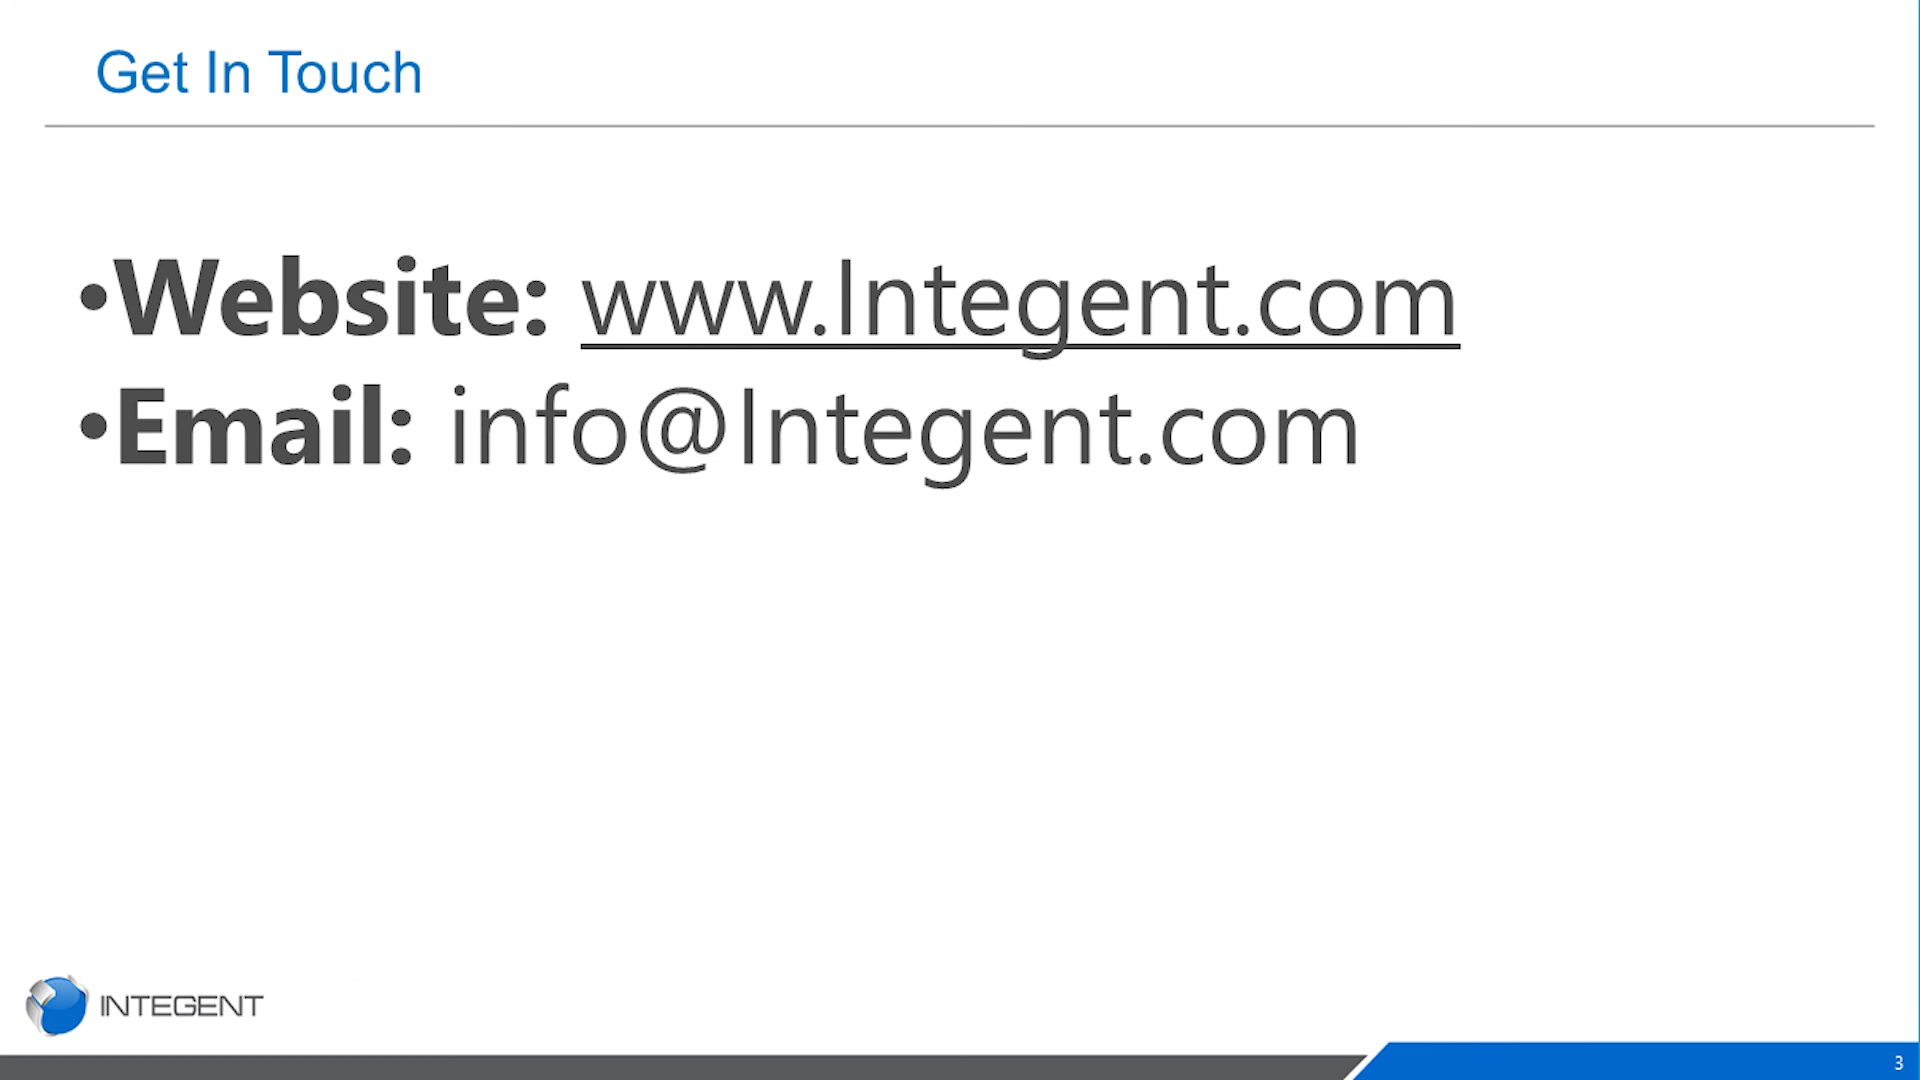 Get In Touch
•Website: www.Integent.com
•Email: info@Integent.com
INTEGENT
3